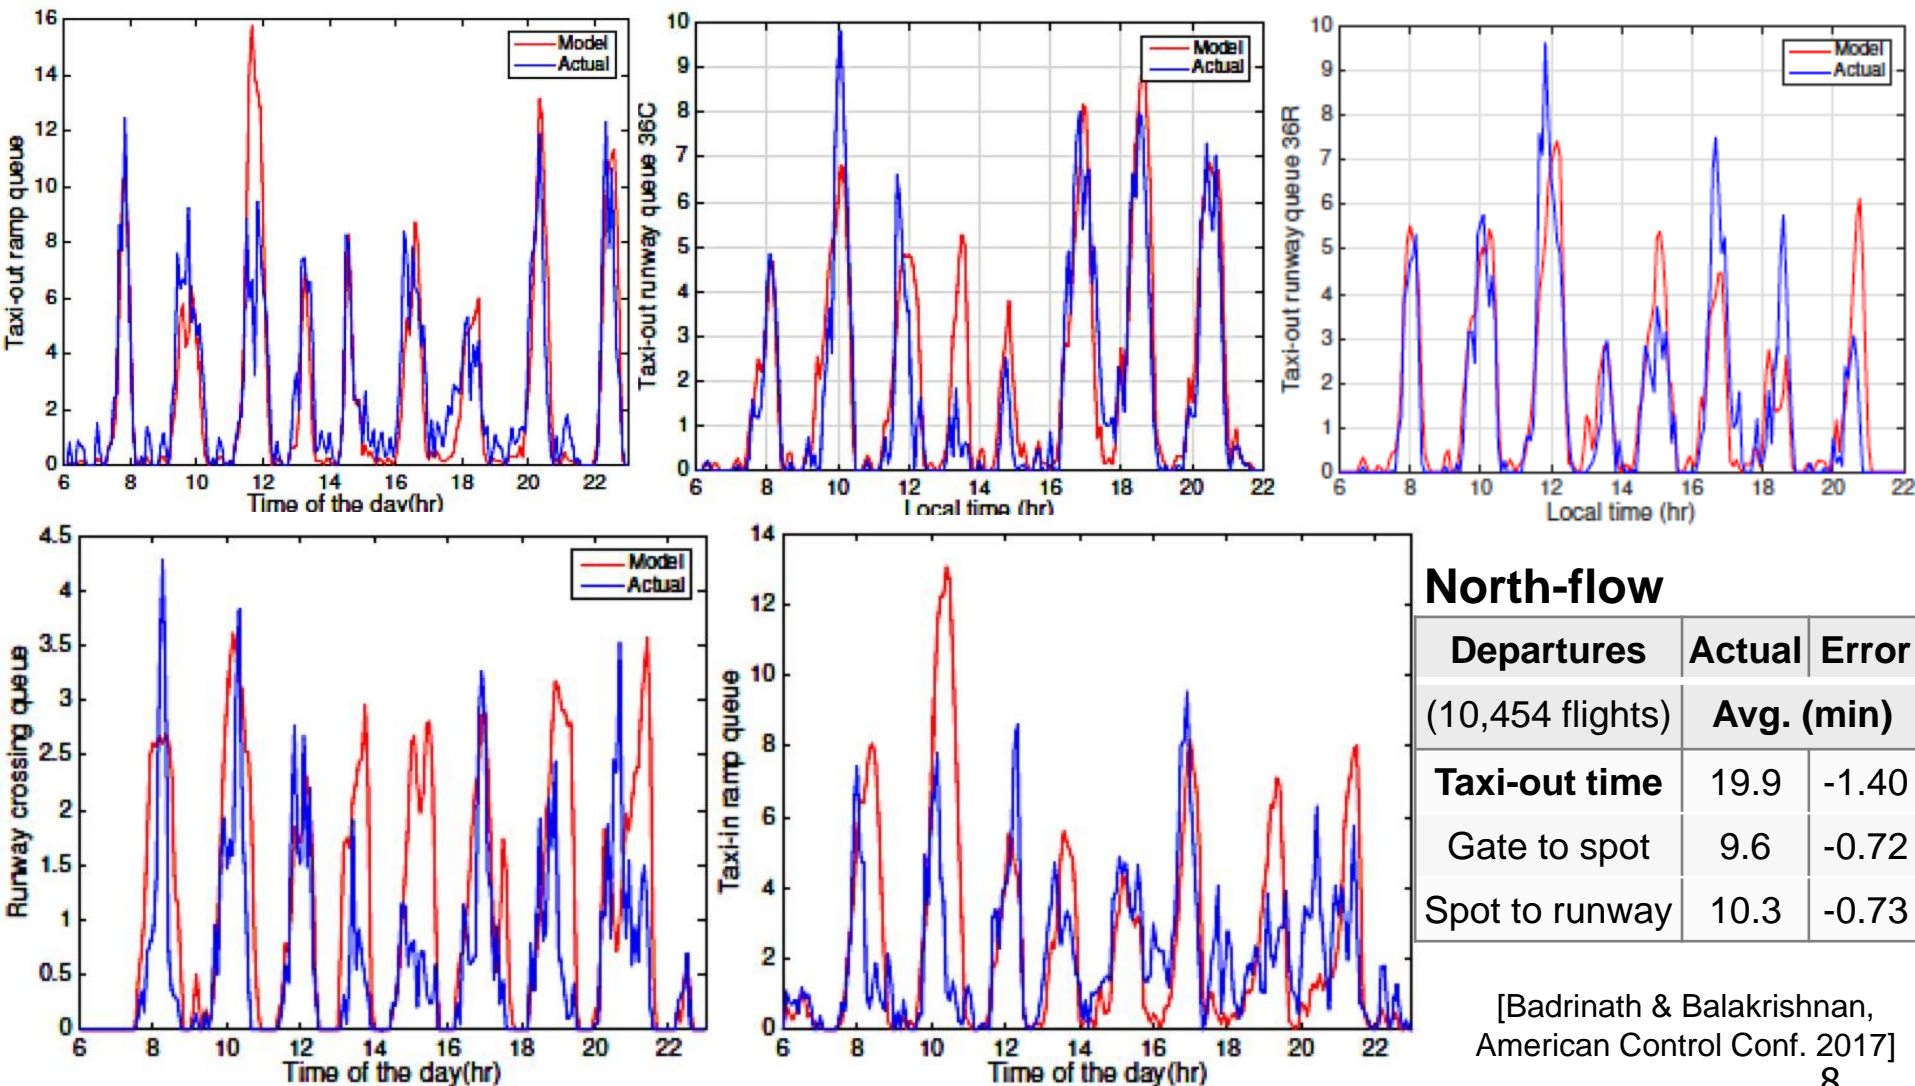 Taxi-out ramp queue
16
14
12
10
8
6
4
2
0
6 8 10 12 14 16 18 20 22
Time of the day(hr)
Model
Actual
Taxi-out runway queue 36C
10
9
8
7
6
5
4
3
2
1
0
6 8 10 12 14 16 18 20 22
Local time (hr)
Model
Actual
Taxi-out runway queue 36R
10
9
8
7
6
5
4
3
2
1
0
6 8 10 12 14 16 18 20 22
Local time (hr)
Model
Actual
Runway crossing queue
4.5
4
3.5
3
2.5
2
1.5
1
0.5
0
6 8 10 12 14 16 18 20 22
Time of the day(hr)
Model
Actual
Taxi-in ramp queue
14
12
10
8
6
4
2
0
6 8 10 12 14 16 18 20 22
Time of the day(hr)
North-flow
Departures Actual Error
(10,454 flights) Avg. (min)
Taxi-out time 19.9 -1.40
Gate to spot 9.6 -0.72
Spot to runway 10.3 -0.73
[Badrinath & Balakrishnan,
American Control Conf. 2017]
8